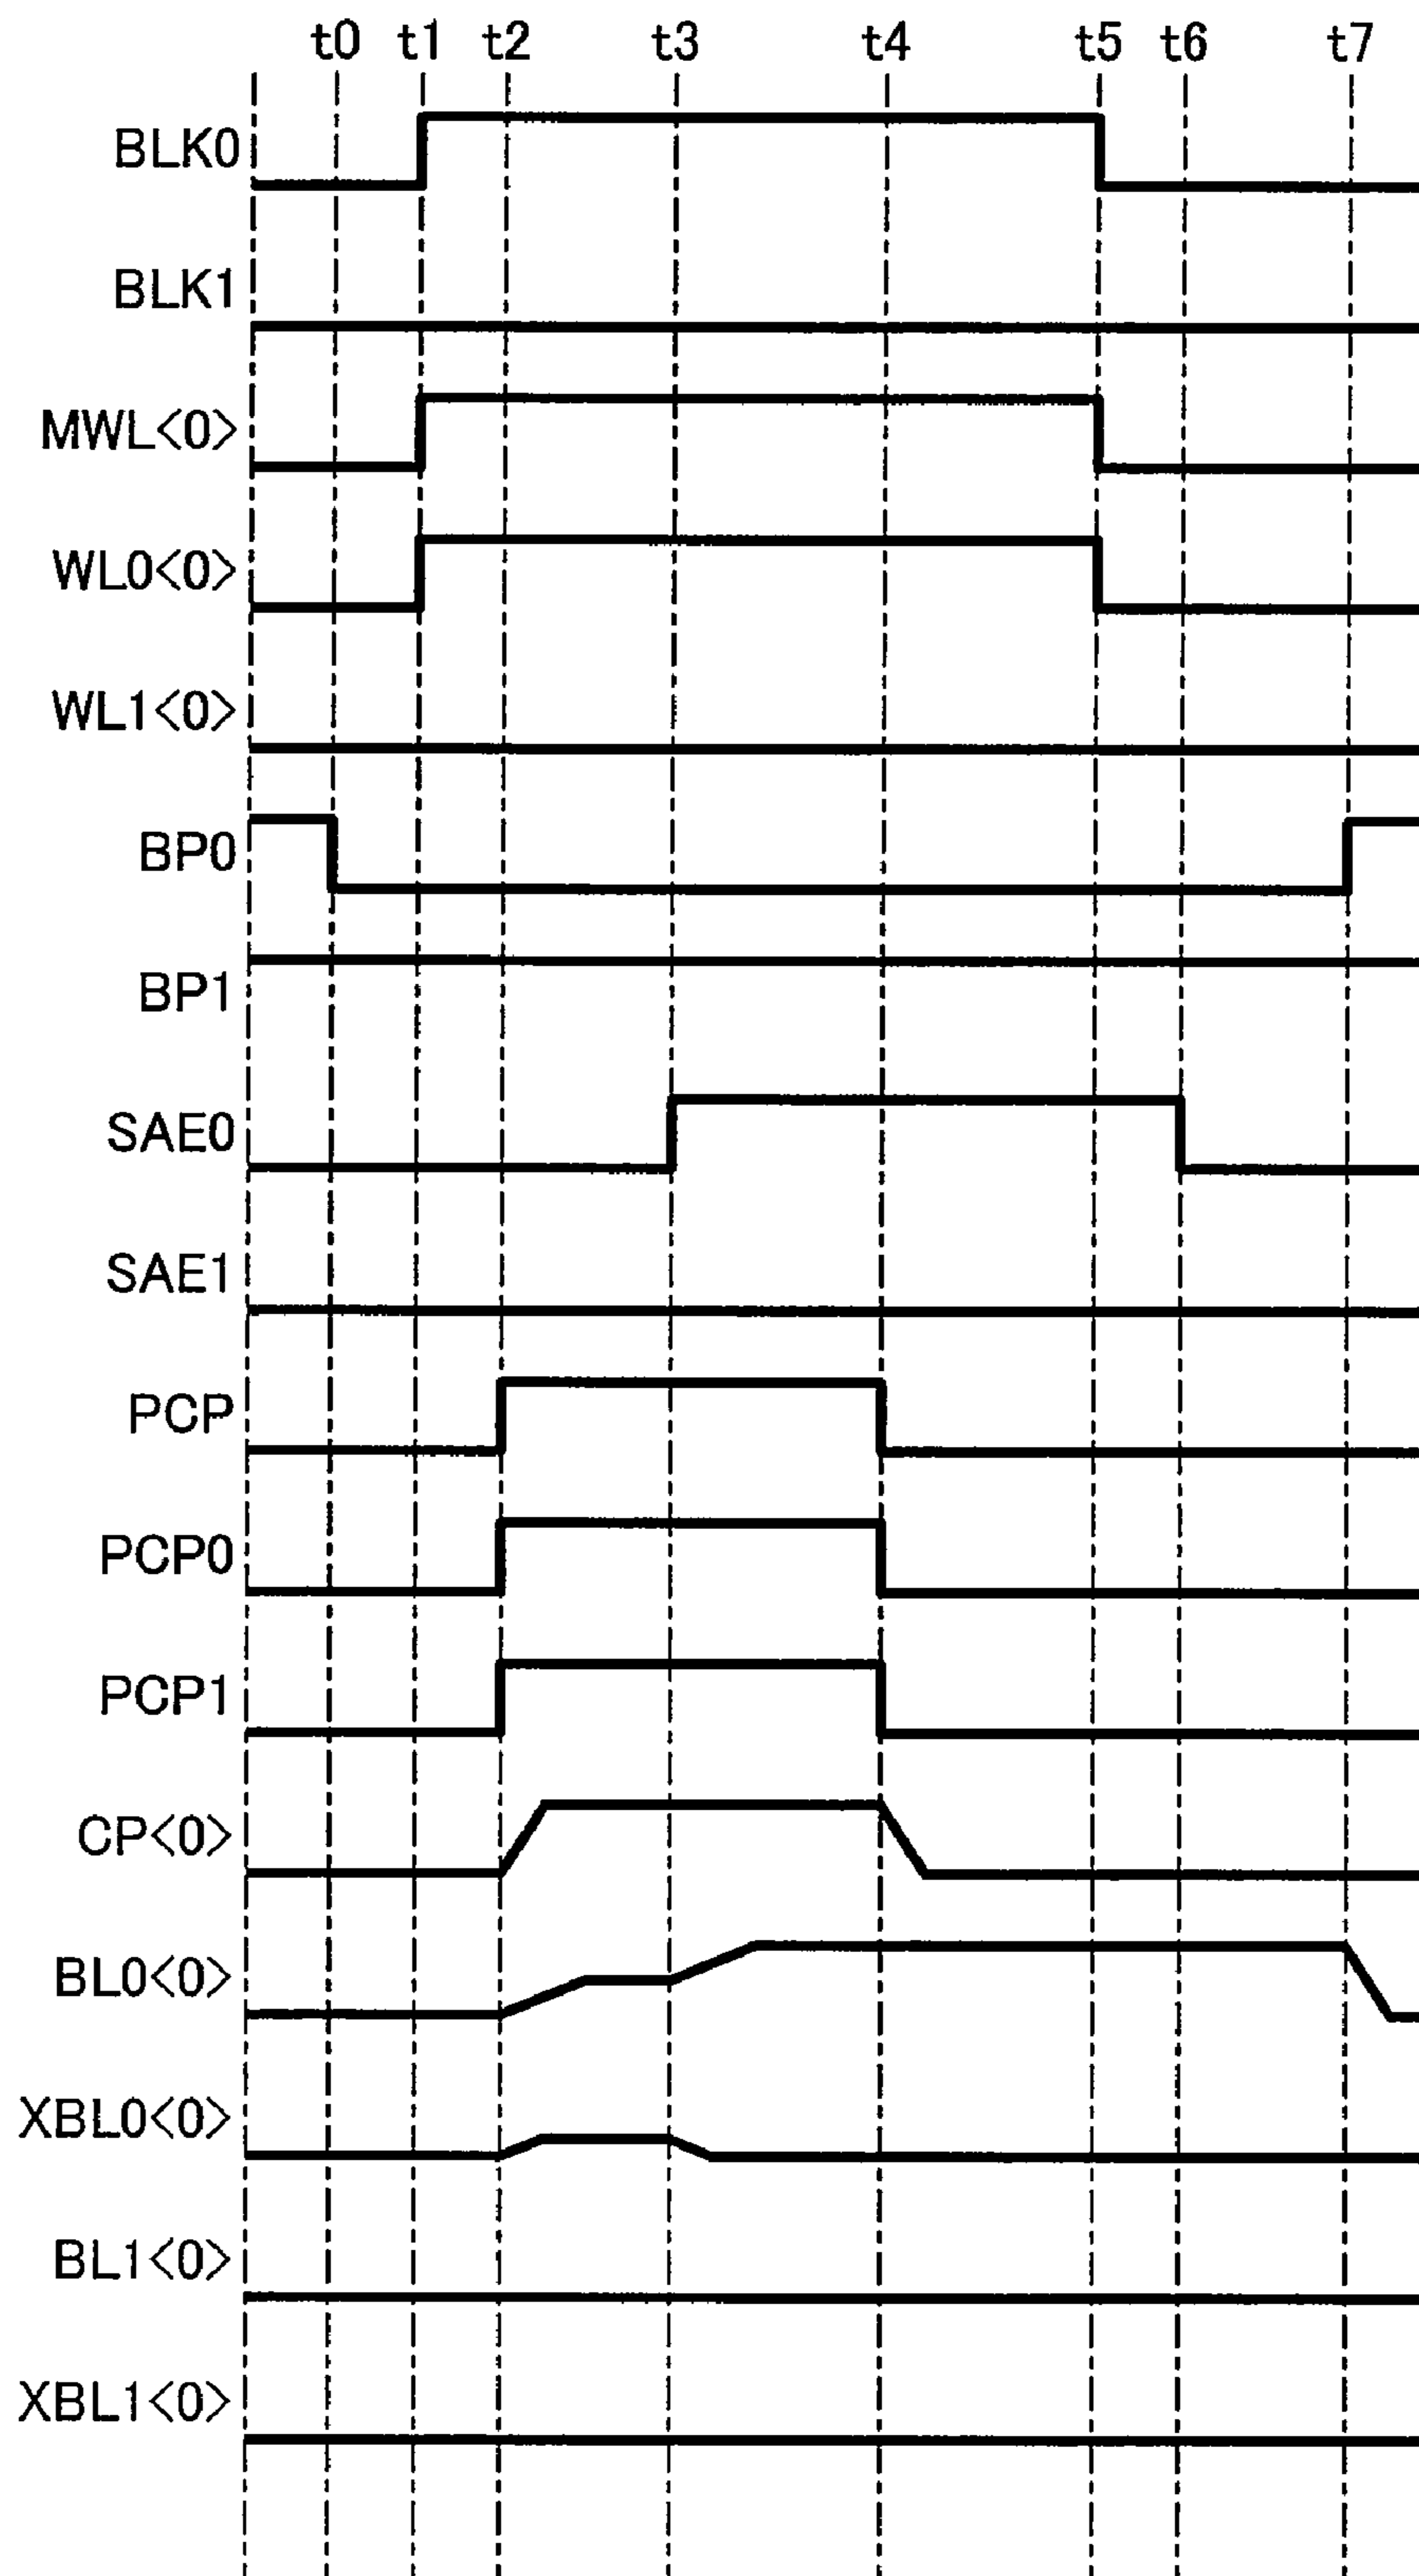 t0 t1 t2 t3 t4 t5 t6 t7
BLK0
BLK1
MWL<0>
WL0<0>
WL1<0>
BP0
BP1
SAE0
SAE1
PCP
PCP0
PCP1
CP<0>
BL0<0>
XBL0<0>
BL1<0>
XBL1<0>